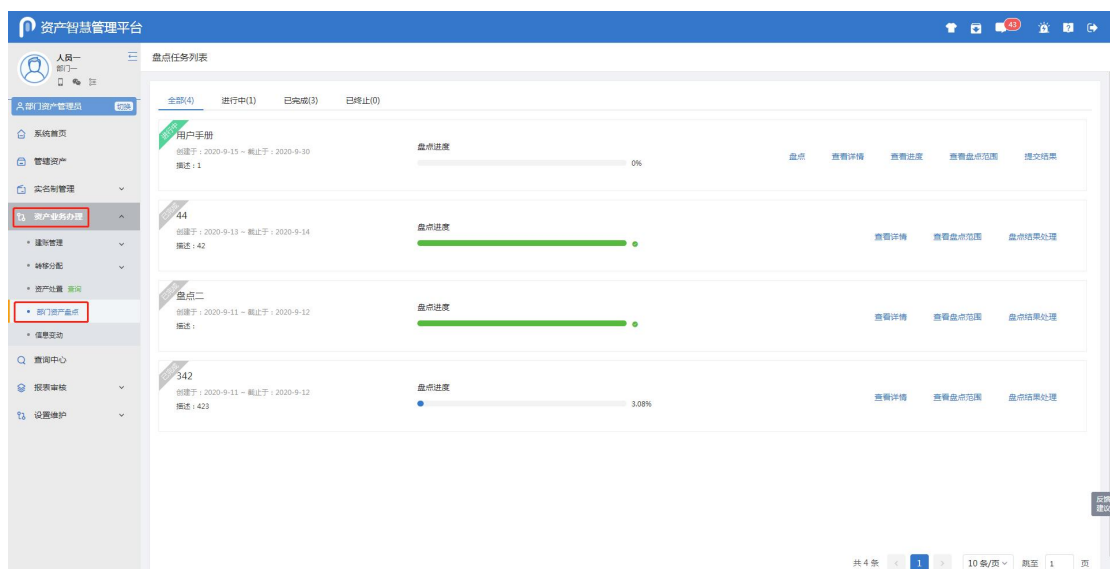 资产智慧管理平台
43
人员一
部门一
部门资产管理员 切换
系统首页
管辖资产
实名制管理
资产业务办理
建账管理
转移分配
资产处置 查询
部门资产盘点
信息变动
查询中心
报表审核
设置维护
盘点任务列表
全部(4) 进行中(1) 已完成(3) 已终止(0)
进行中
用户手册
创建于：2020-9-15 ~ 截止于：2020-9-30
描述：1
盘点进度
0%
盘点 查看详情 查看进度 查看盘点范围 提交结果
44
创建于：2020-9-13 ~ 截止于：2020-9-14
描述：42
盘点进度
查看详情 查看盘点范围 盘点结果处理
盘点二
创建于：2020-9-11 ~ 截止于：2020-9-12
描述：
盘点进度
查看详情 查看盘点范围 盘点结果处理
342
创建于：2020-9-11 ~ 截止于：2020-9-12
描述：423
盘点进度
3.08%
查看详情 查看盘点范围 盘点结果处理
反馈
建议
共 4 条 < 1 > 10 条/页 跳至 1 页